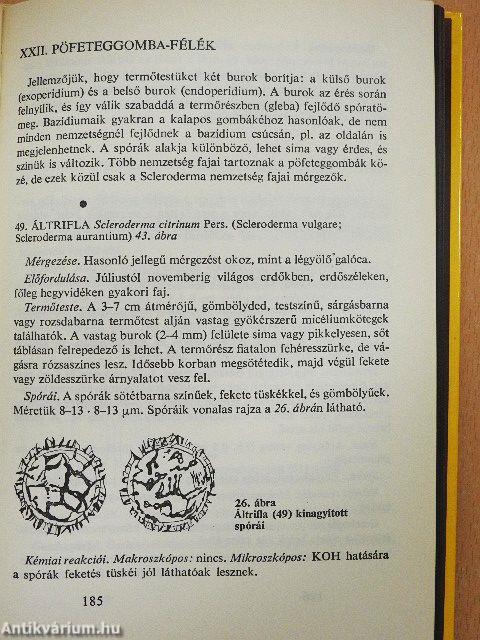 XXII. PÖFETEGGOMBA-FÉLÉK
Jellemzőjük, hogy termőtestüket két burok borítja: a külső burok
(exoperidium) és a belső burok (endoperidium). A burok az érés során
felnyílik, és így válik szabaddá a termőrészben (gleba) fejlődő spóratö-
meg. Bazídiumaik gyakran a kalapos gombákéhoz hasonlóak, de nem
minden nemzetségnél fejlődnek a bazídium csúcsán, pl. az oldalán is
megjelenhetnek. A spórák alakja különböző, lehet sima vagy érdes, és
színük is változik. Több nemzetség fajai tartoznak a pöfeteggombák kö-
zé, de ezek közül csak a Scleroderma nemzetség fajai mérgezők.
49. ÁLTRIFLA Scleroderma citrinum Pers. (Scleroderma vulgare;
Scleroderma aurantium) 43. ábra
Mérgezése. Hasonló jellegű mérgezést okoz, mint a légyölő galóca.
Előfordulása. Júliustól novemberig világos erdőkben, erdőszéleken,
főleg hegyvidéken gyakori faj.
Termőteste. A 3–7 cm átmérőjű, gömbölyded, testszínű, sárgásbarna
vagy rozsdabarna termőtest alján vastag gyökérszerű micéliumkötegek
találhatók. A vastag burok (2–4 mm) felülete sima vagy pikkelyesen, sőt
táblásan felrepedező is lehet. A termőrész fiatalon fehéresszürke, de vá-
gásra rózsaszínes lesz. Idősebb korban megsötétedik, majd végül fekete
vagy zöldesszürke árnyalatot vesz fel.
Spórái. A spórák sötétbarna színűek, fekete tüskékkel, és gömbölyűek.
Méretük 8–13 · 8–13 μm. Spóráik vonalas rajza a 26. ábrán látható.
26. ábra
Áltrifla (49) kinagyított
spórái
Kémiai reakciói. Makroszkópos: nincs. Mikroszkópos: KOH hatására
a spórák feketés tüskéi jól láthatóak lesznek.
185
Antikvárium.hu